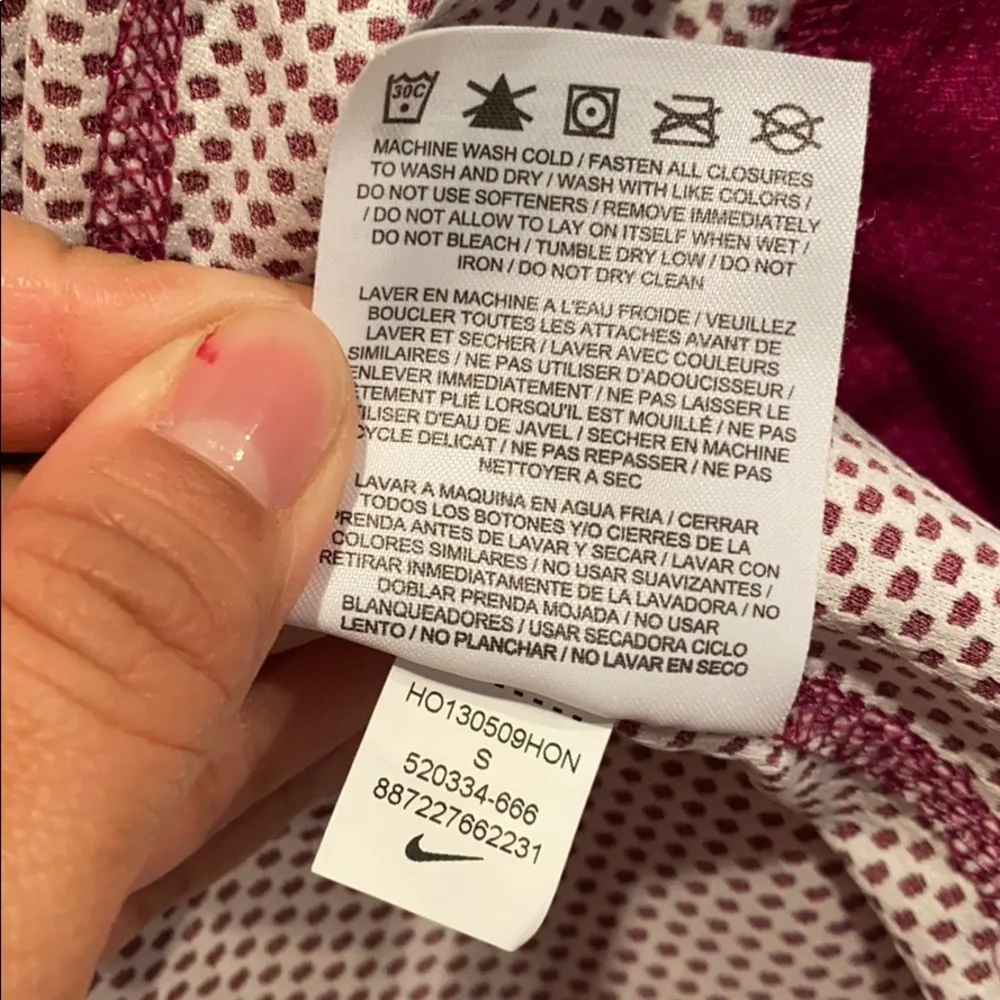 30C
MACHINE WASH COLD / FASTEN ALL CLOSURES
TO WASH AND DRY / WASH WITH LIKE COLORS /
DO NOT USE SOFTENERS / REMOVE IMMEDIATELY
/ DO NOT ALLOW TO LAY ON ITSELF WHEN WET /
DO NOT BLEACH / TUMBLE DRY LOW / DO NOT
IRON / DO NOT DRY CLEAN
LAVER EN MACHINE A L'EAU FROIDE / VEUILLEZ
BOUCLER TOUTES LES ATTACHES AVANT DE
LAVER ET SECHER / LAVER AVEC COULEURS
SIMILAIRES / NE PAS UTILISER D'ADOUCISSEUR /
ENLEVER IMMEDIATEMENT / NE PAS LAISSER LE
ETEMENT PLIÉ LORSQU'IL EST MOUILLÉ / NE PAS
TILISER D'EAU DE JAVEL / SECHER EN MACHINE
CYCLE DELICAT / NE PAS REPASSER / NE PAS
NETTOYER A SEC
LAVAR A MAQUINA EN AGUA FRIA / CERRAR
TODOS LOS BOTONES Y/O CIERRES DE LA
PRENDA ANTES DE LAVAR Y SECAR / LAVAR CON
COLORES SIMILARES / NO USAR SUAVIZANTES /
RETIRAR INMEDIATAMENTE DE LA LAVADORA / NO
DOBLAR PRENDA MOJADA / NO USAR
BLANQUEADORES / USAR SECADORA CICLO
LENTO / NO PLANCHAR / NO LAVAR EN SECO
HO130509HON
S
520334-666
887227662231